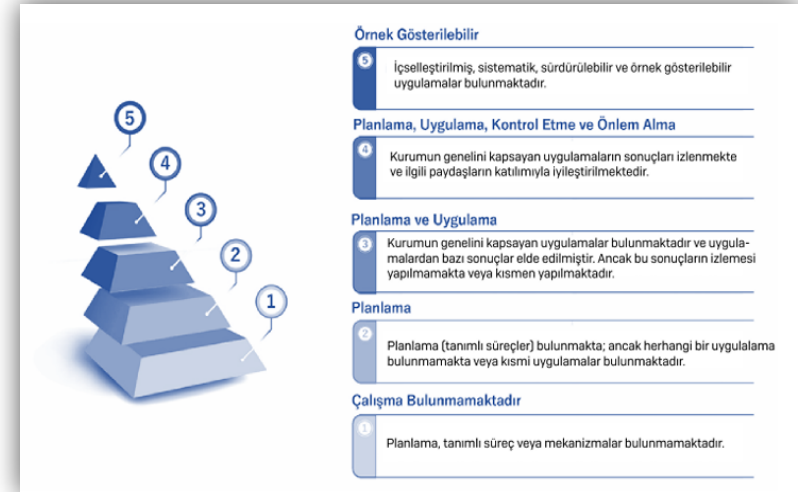 Örnek Gösterilebilir
5
İçselleştirilmiş, sistematik, sürdürülebilir ve örnek gösterilebilir
uygulamalar bulunmaktadır.
Planlama, Uygulama, Kontrol Etme ve Önlem Alma
4
Kurumun genelini kapsayan uygulamaların sonuçları izlenmekte
ve ilgili paydaşların katılımıyla iyileştirilmektedir.
Planlama ve Uygulama
3
Kurumun genelini kapsayan uygulamalar bulunmaktadır ve uygula-
malardan bazı sonuçlar elde edilmiştir. Ancak bu sonuçların izlemesi
yapılmamakta veya kısmen yapılmaktadır.
Planlama
2
Planlama (tanımlı süreçler) bulunmakta; ancak herhangi bir uygulalama
bulunmamakta veya kısmi uygulamalar bulunmaktadır.
Çalışma Bulunmamaktadır
1
Planlama, tanımlı süreç veya mekanizmalar bulunmamaktadır.
5
4
3
2
1